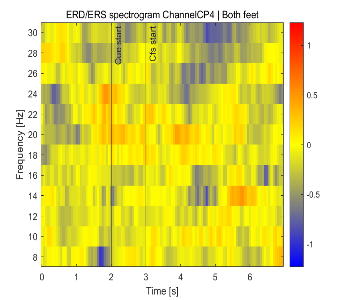 ERD/ERS spectrogram ChannelCP4 | Both feet
Frequency [Hz]
30
28
26
24
22
20
18
16
14
12
10
8
Cue start
Cfs start
0 1 2 3 4 5 6
Time [s]
1
0.5
0
-0.5
-1